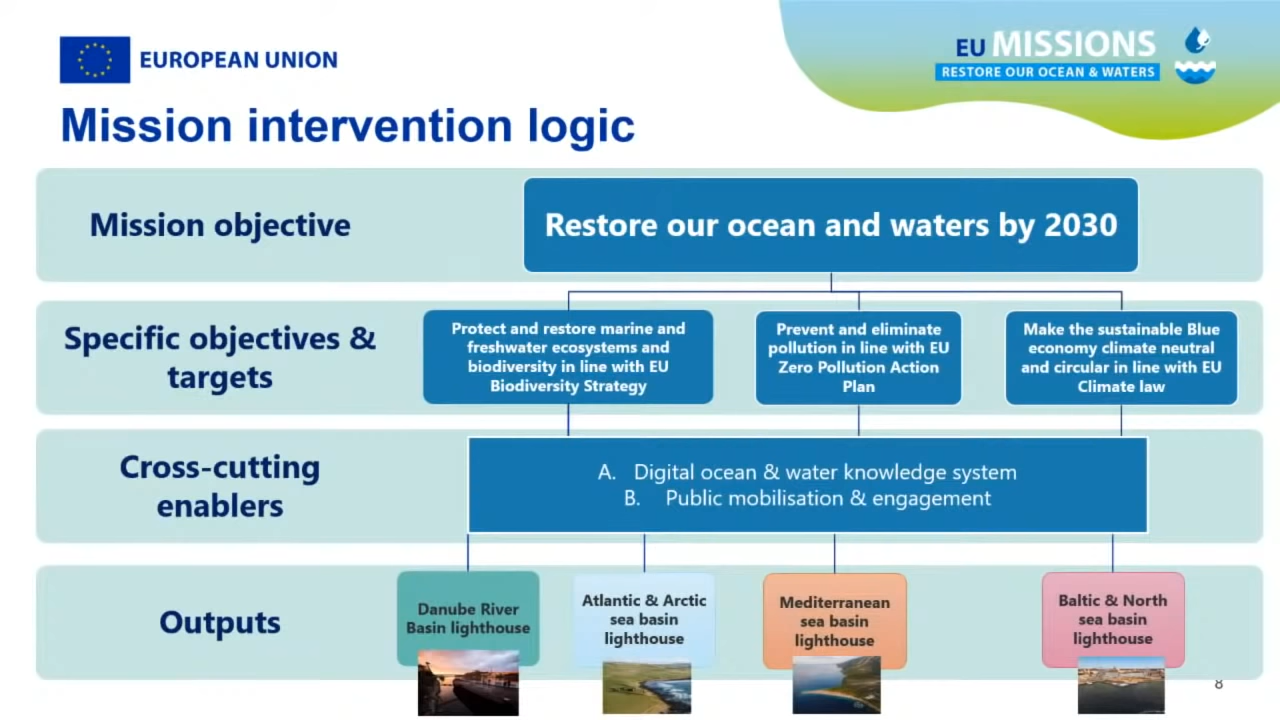 EUROPEAN UNION
EU MISSIONS
RESTORE OUR OCEAN & WATERS
Mission intervention logic
Mission objective
Restore our ocean and waters by 2030
Specific objectives &
targets
Protect and restore marine and
freshwater ecosystems and
biodiversity in line with EU
Biodiversity Strategy
Prevent and eliminate
pollution in line with EU
Zero Pollution Action
Plan
Make the sustainable Blue
economy climate neutral
and circular in line with EU
Climate law
Cross-cutting
enablers
A. Digital ocean & water knowledge system
B. Public mobilisation & engagement
Outputs
Danube River
Basin lighthouse
Atlantic & Arctic
sea basin
lighthouse
Mediterranean
sea basin
lighthouse
Baltic & North
sea basin
lighthouse
8